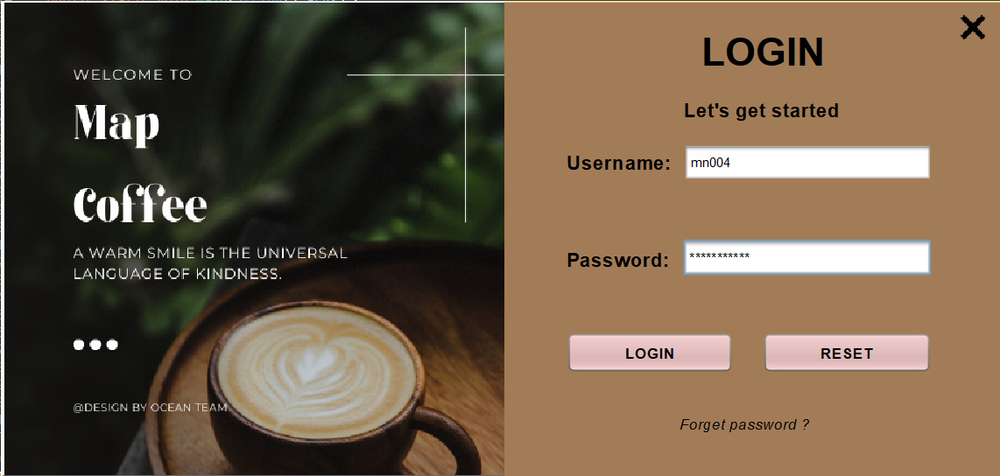 WELCOME TO
Map
Coffee
A WARM SMILE IS THE UNIVERSAL
LANGUAGE OF KINDNESS.
@DESIGN BY OCEAN TEAM
LOGIN
Let's get started
Username: mn004
Password: ***********
LOGIN RESET
Forget password ?